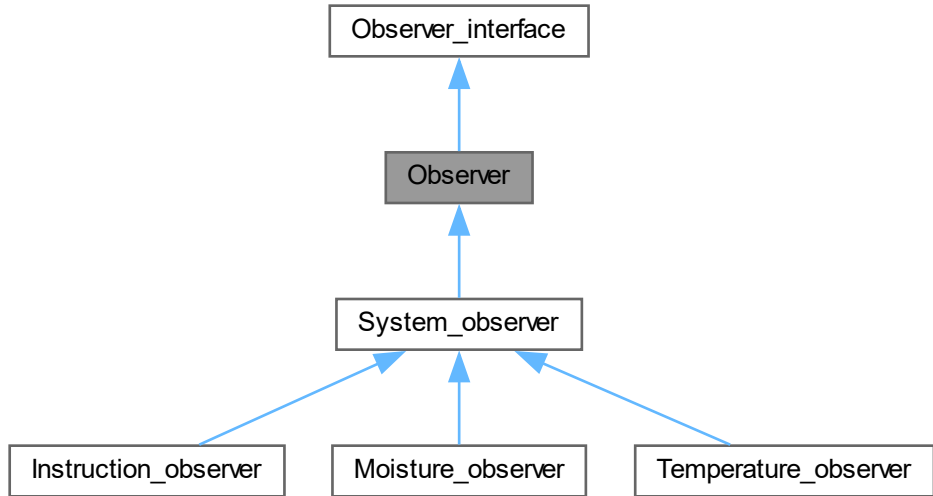 Observer_interface
Observer
System_observer
Instruction_observer
Moisture_observer
Temperature_observer